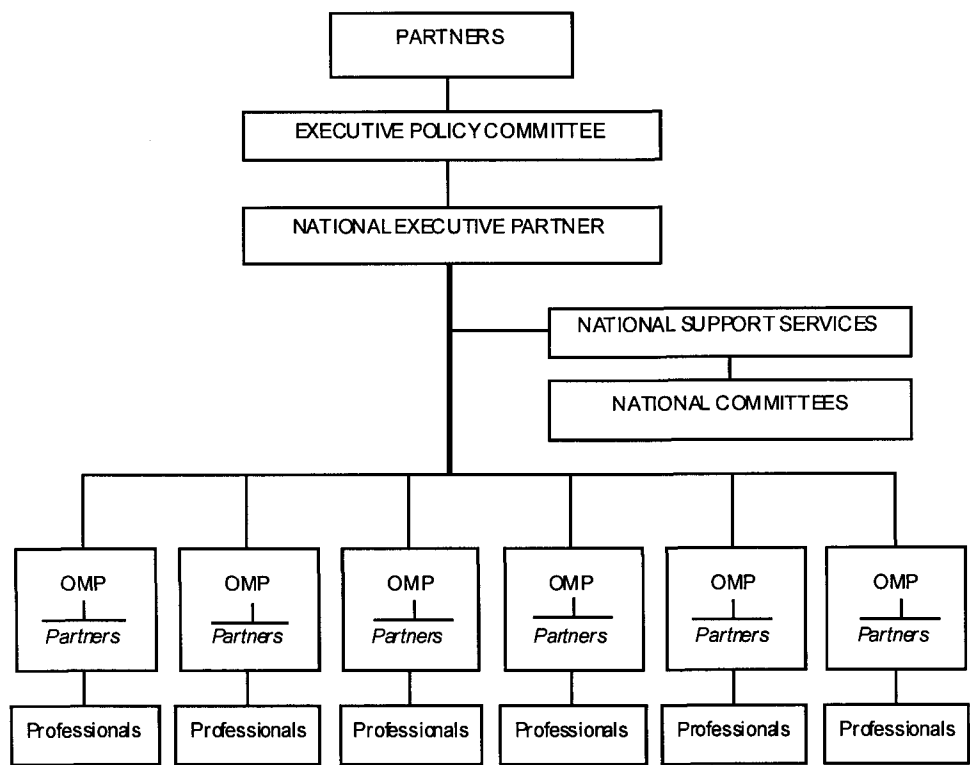 PARTNERS
EXECUTIVE POLICY COMMITTEE
NATIONAL EXECUTIVE PARTNER
NATIONAL SUPPORT SERVICES
NATIONAL COMMITTEES
OMP OMP OMP OMP OMP OMP
Partners Partners Partners Partners Partners Partners
Professionals Professionals Professionals Professionals Professionals Professionals